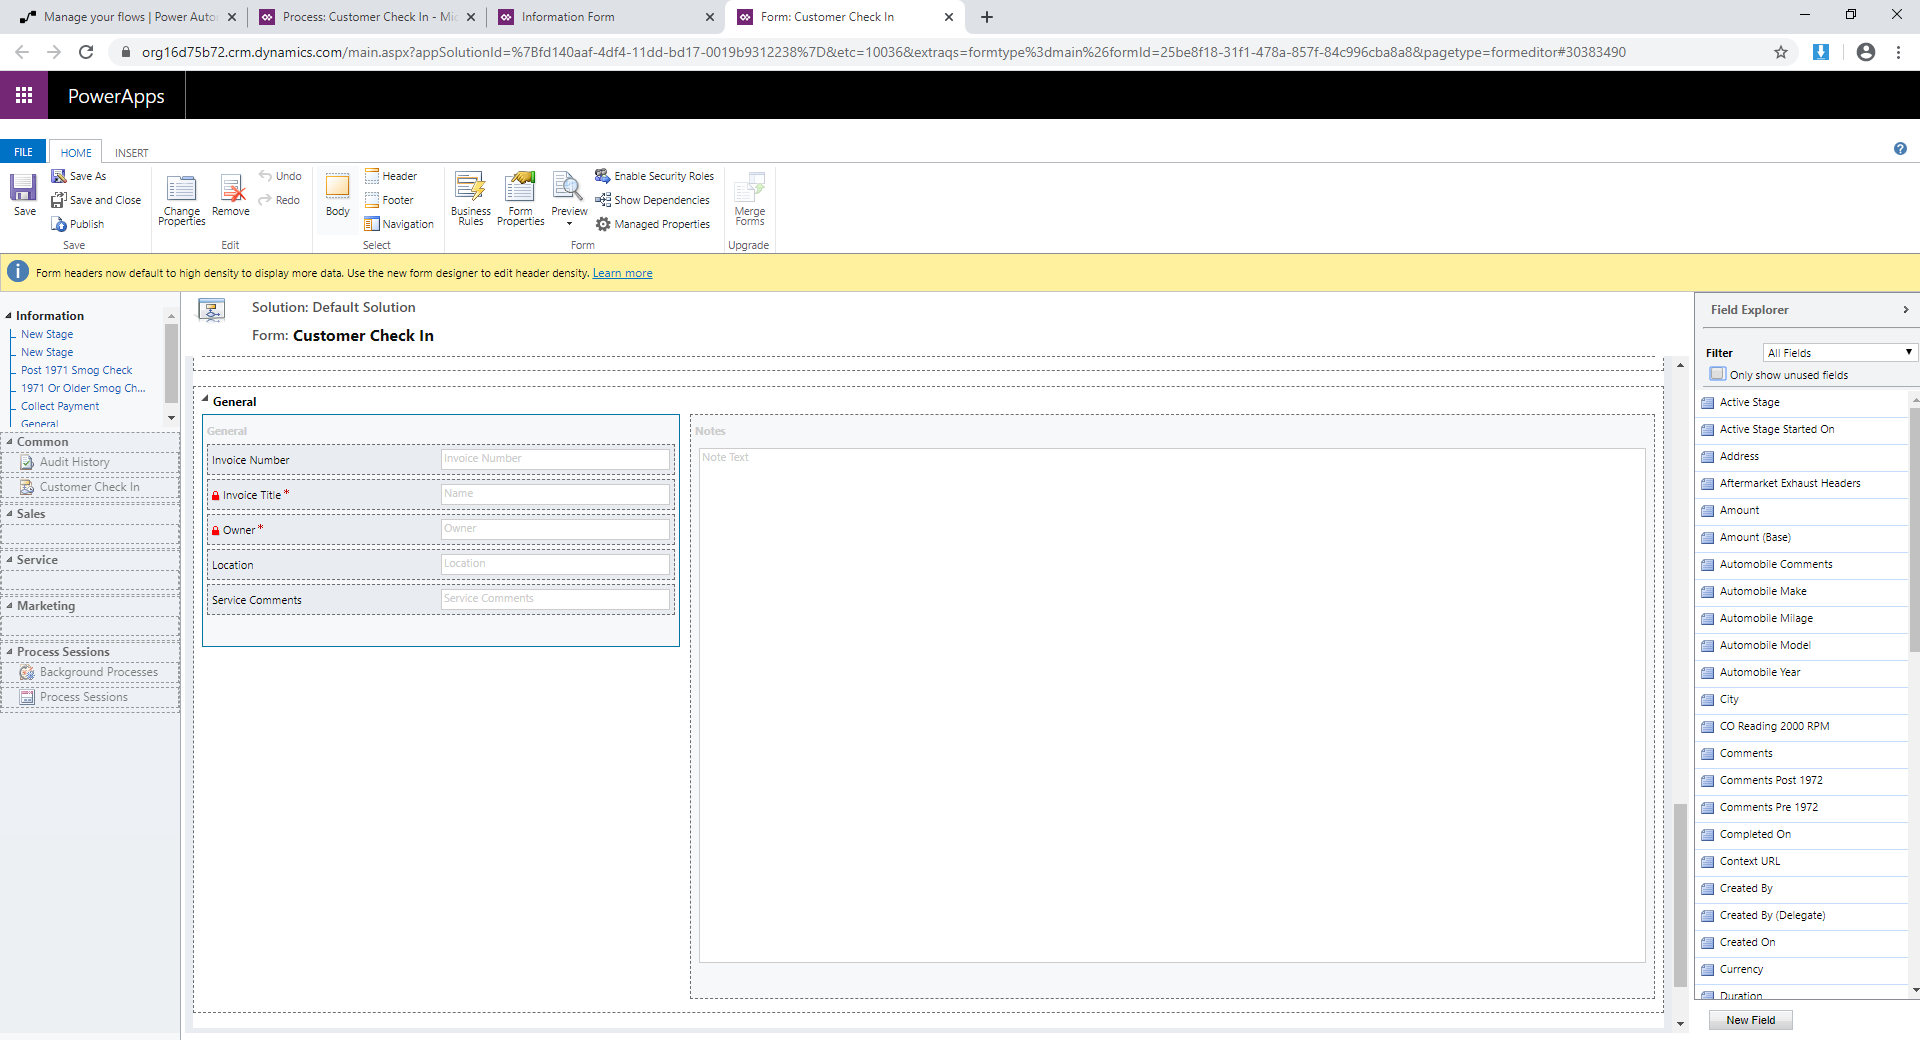 Manage your flows | Power Autor
Process: Customer Check In - Mic
Information Form
Form: Customer Check In
org16d75b72.crm.dynamics.com/main.aspx?appSolutionId=%7Bfd140aaf-4df4-11dd-bd17-0019b9312238%7D&etc=10036&extraqs=formtype%3dmain%26formId=25be8f18-31f1-478a-857f-84c996cba8a8&pagetype=formeditor#30383490
PowerApps
FILE
HOME
INSERT
Save
Save As
Save and Close
Publish
Save
Change Properties
Remove
Undo
Redo
Edit
Body
Header
Footer
Navigation
Select
Business Rules
Form Properties
Preview
Enable Security Roles
Show Dependencies
Managed Properties
Form
Merge Forms
Upgrade
Form headers now default to high density to display more data. Use the new form designer to edit header density. Learn more
Information
New Stage
New Stage
Post 1971 Smog Check
1971 Or Older Smog Ch...
Collect Payment
General
Common
Audit History
Customer Check In
Sales
Service
Marketing
Process Sessions
Background Processes
Process Sessions
Solution: Default Solution
Form: Customer Check In
General
General
Invoice Number
Invoice Number
Invoice Title *
Name
Owner *
Owner
Location
Location
Service Comments
Service Comments
Notes
Note Text
Field Explorer
Filter
All Fields
Only show unused fields
Active Stage
Active Stage Started On
Address
Aftermarket Exhaust Headers
Amount
Amount (Base)
Automobile Comments
Automobile Make
Automobile Milage
Automobile Model
Automobile Year
City
CO Reading 2000 RPM
Comments
Comments Post 1972
Comments Pre 1972
Completed On
Context URL
Created By
Created By (Delegate)
Created On
Currency
Duration
New Field